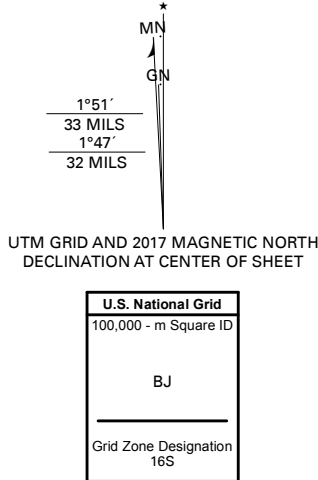 MN
GN
1°51´
33 MILS
1°47´
32 MILS
UTM GRID AND 2017 MAGNETIC NORTH
DECLINATION AT CENTER OF SHEET
U.S. National Grid
100,000 - m Square ID
BJ
Grid Zone Designation
16S